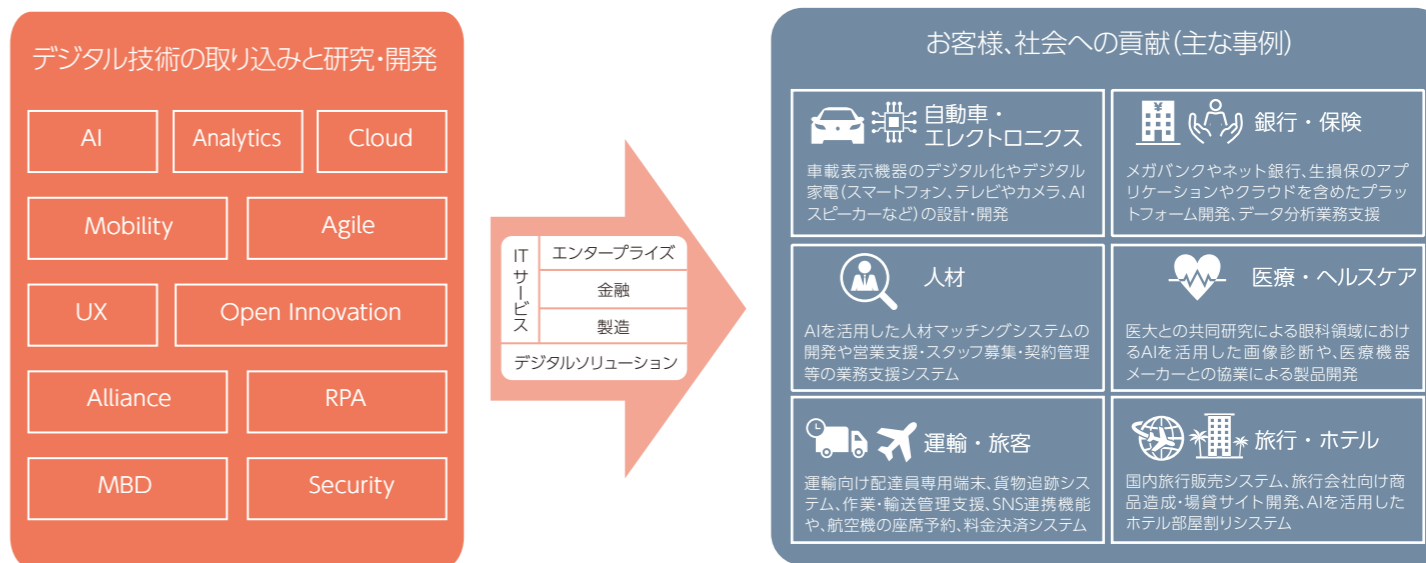 デジタル技術の取り込みと研究・開発
AI
Analytics
Cloud
Mobility
Agile
UX
Open Innovation
Alliance
RPA
MBD
Security
ITサービス
エンタープライズ
金融
製造
デジタルソリューション
お客様、社会への貢献(主な事例)
自動車・
エレクトロニクス
車載表示機器のデジタル化やデジタル
家電(スマートフォン、テレビやカメラ、AI
スピーカーなど)の設計・開発
¥
銀行・保険
メガバンクやネット銀行、生損保のアプ
リケーションやクラウドを含めたプラッ
トフォーム開発、データ分析業務支援
人材
AIを活用した人材マッチングシステムの
開発や営業支援・スタッフ募集・契約管理
等の業務支援システム
医療・ヘルスケア
医大との共同研究による眼科領域におけ
るAIを活用した画像診断や、医療機器
メーカーとの協業による製品開発
運輸・旅客
運輸向け配達員専用端末、貨物追跡シス
テム、作業・輸送管理支援、SNS連携機能
や、航空機の座席予約、料金決済システム
旅行・ホテル
国内旅行販売システム、旅行会社向け商
品造成・場貸サイト開発、AIを活用した
ホテル部屋割りシステム